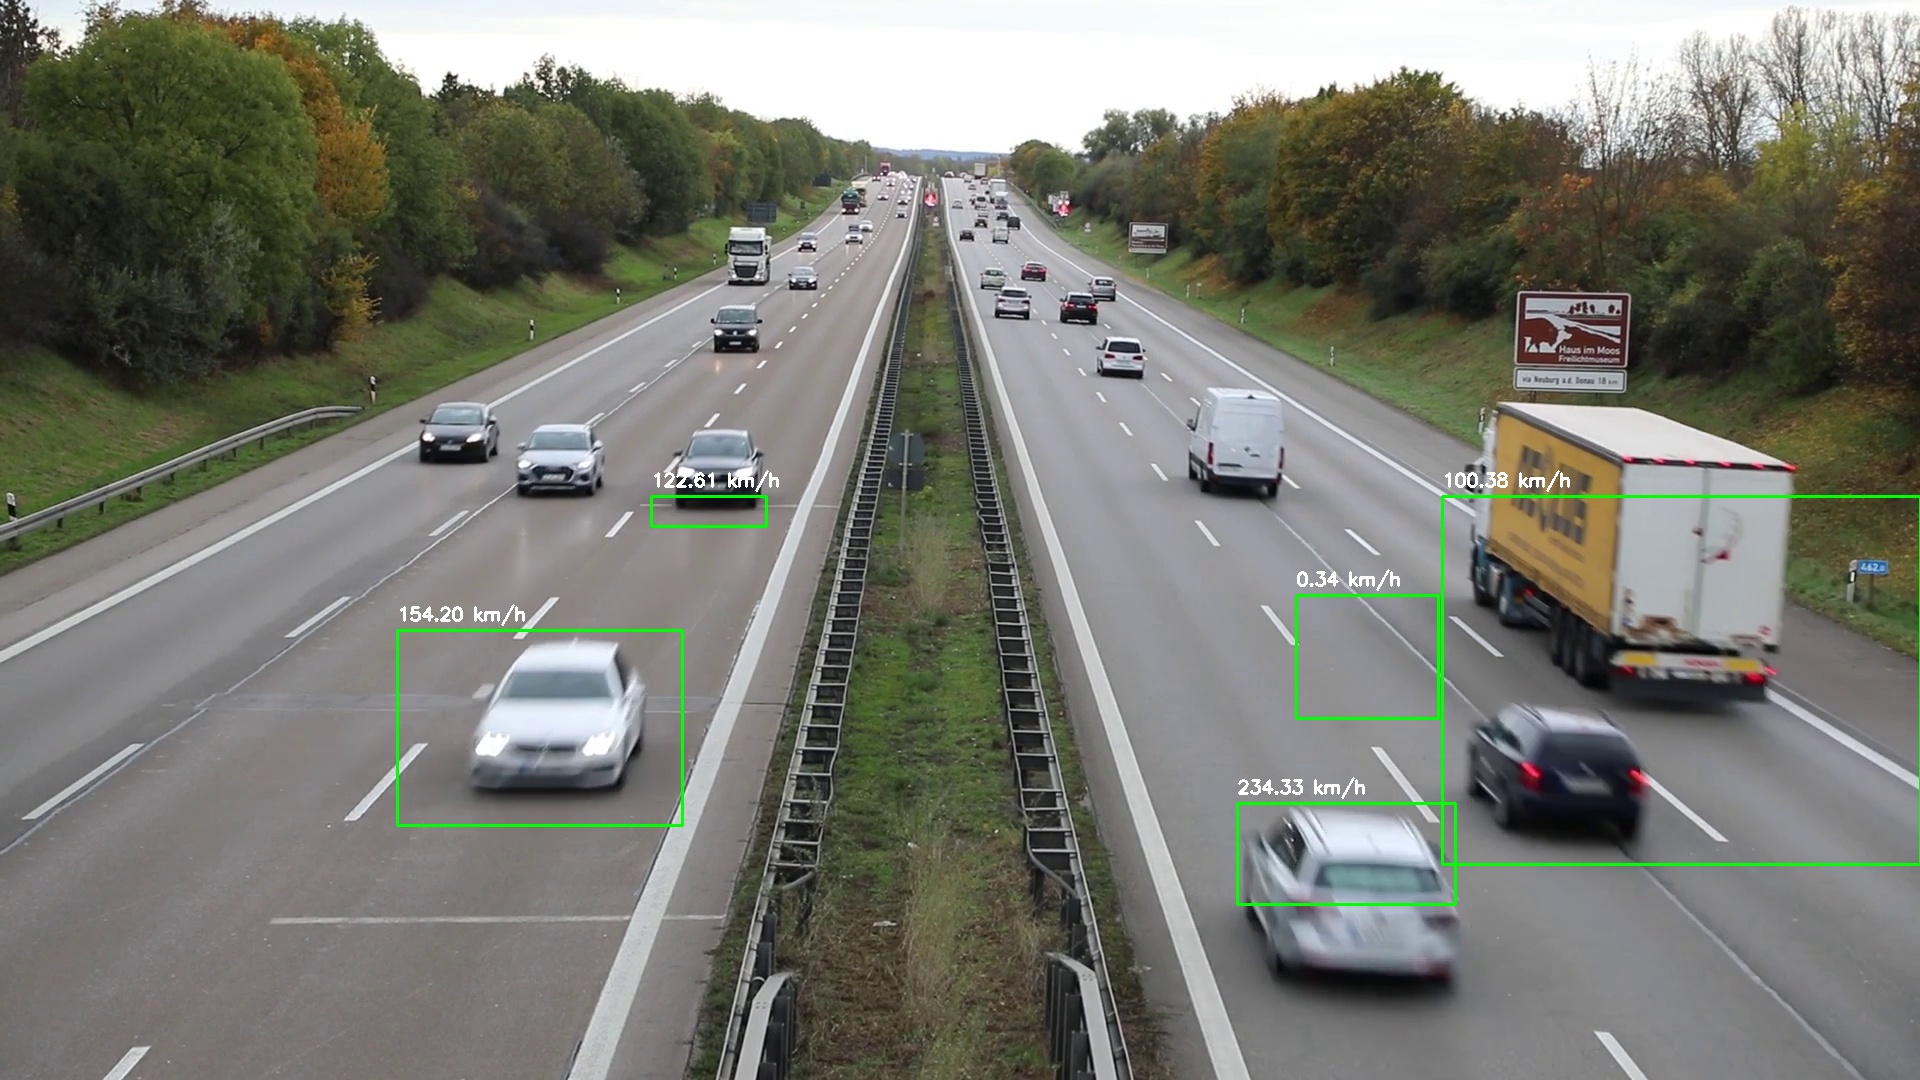 Haus im Moos
Freilichtmuseum
via Neuburg a.d. Donau 18 km
122.61 km/h
100.38 km/h
462,0
0.34 km/h
154.20 km/h
234.33 km/h